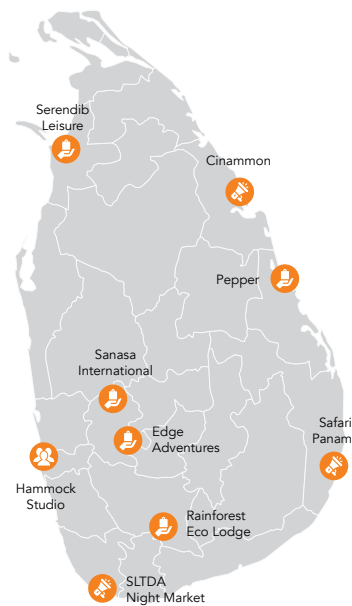 Serendib
Leisure
Cinammon
Pepper
Sanasa
International
Edge
Adventures
Safari
Panam
Hammock
Studio
Rainforest
Eco Lodge
SLTDA
Night Market